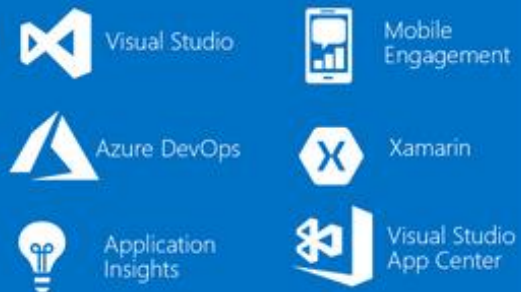 Visual Studio
Mobile
Engagement
Azure DevOps
Xamarin
Application
Insights
Visual Studio
App Center